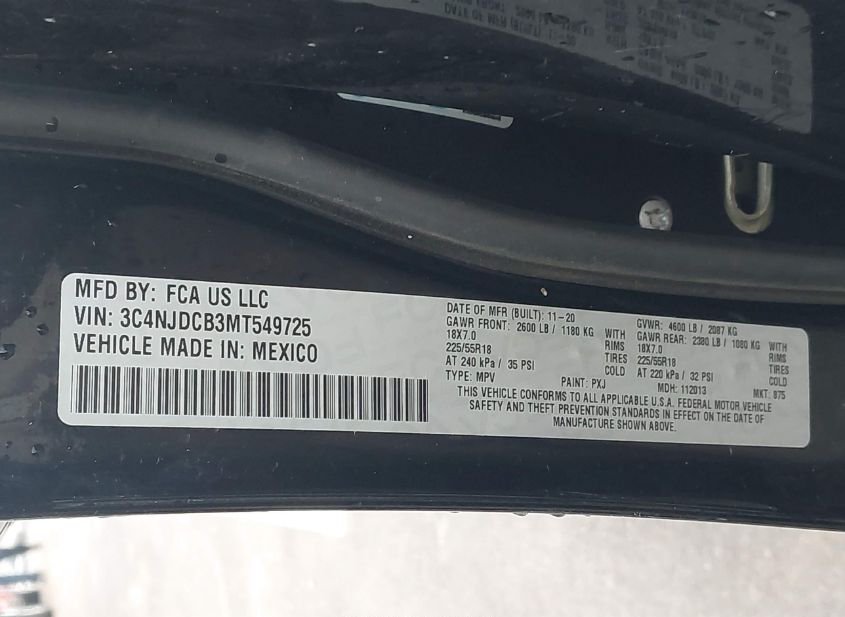 MFD BY: FCA US LLC
VIN: 3C4NJDCB3MT549725
VEHICLE MADE IN: MEXICO
DATE OF MFR (BUILT): 11-20
GVWR: 4600 LB / 2087 KG
GAWR FRONT: 2600 LB / 1180 KG WITH
18X7.0 RIMS
225/55R18 TIRES
AT 240 kPa / 35 PSI COLD
GAWR REAR: 2380 LB / 1080 KG WITH
18X7.0 RIMS
225/55R18 TIRES
AT 220 kPa / 32 PSI COLD
TYPE: MPV PAINT: PXJ MDH: 112013 MKT: 875
THIS VEHICLE CONFORMS TO ALL APPLICABLE U.S.A. FEDERAL MOTOR VEHICLE
SAFETY AND THEFT PREVENTION STANDARDS IN EFFECT ON THE DATE OF
MANUFACTURE SHOWN ABOVE.